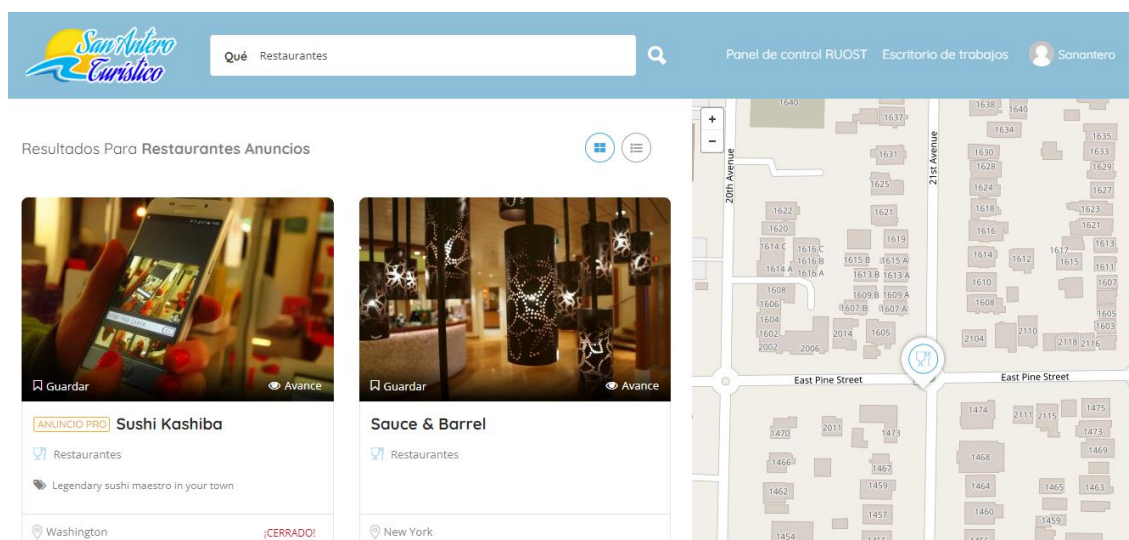 San Antero
Turístico
Qué Restaurantes
Panel de control RUOST Escritorio de trabajos Sanantero
Resultados Para Restaurantes Anuncios
Guardar Avance
ANUNCIO PRO Sushi Kashiba
Restaurantes
Legendary sushi maestro in your town
Washington ¡CERRADO!
Guardar Avance
Sauce & Barrel
Restaurantes
New York
+
-
20th Avenue
21st Avenue
East Pine Street
East Pine Street
1640
1637
1638
1640
1634
1635
1631
1630
1633
1628
1629
1625
1624
1627
1622
1621
1618
1623
1620
1616
1621
1619
1614 C
1616 C
1617
1613
1616 B
1615 B
1615 A
1614
1612
1615
1611
1614 A
1616 A
1613 B
1613 A
1608
1609 B
1609 A
1610
1607
1606
1607 B
1607 A
1608
1605
1604
1603
1602
2014
1605
2110
2002
2006
2104
2118
2116
1474
2111
2115
1475
1470
2011
1473
1473
1466
1467
1468
1469
1462
1459
1464
1465
1463
1457
1460
1459
1454